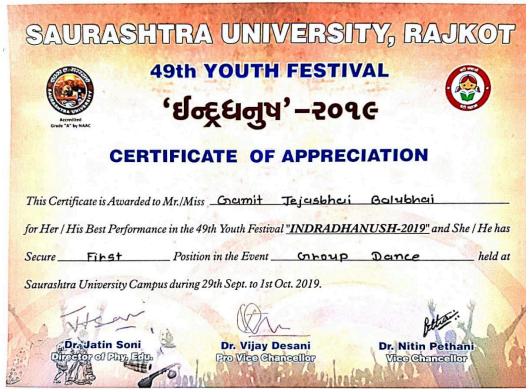 SAURASHTRA UNIVERSITY, RAJKOT
49th YOUTH FESTIVAL
'ઈન્દ્રધનુષ' – ૨૦૧૯
Accredited
Grade "A" by NAAC
CERTIFICATE OF APPRECIATION
This Certificate is Awarded to Mr./Miss Gamit Tejasbhai Balubhai
for Her / His Best Performance in the 49th Youth Festival "INDRADHANUSH-2019" and She / He has
Secure First Position in the Event Group Dance held at
Saurashtra University Campus during 29th Sept. to 1st Oct. 2019.
Dr. Jatin Soni Dr. Vijay Desani Dr. Nitin Pethani
Director of Phy. Edu. Pro Vice Chancellor Vice Chancellor